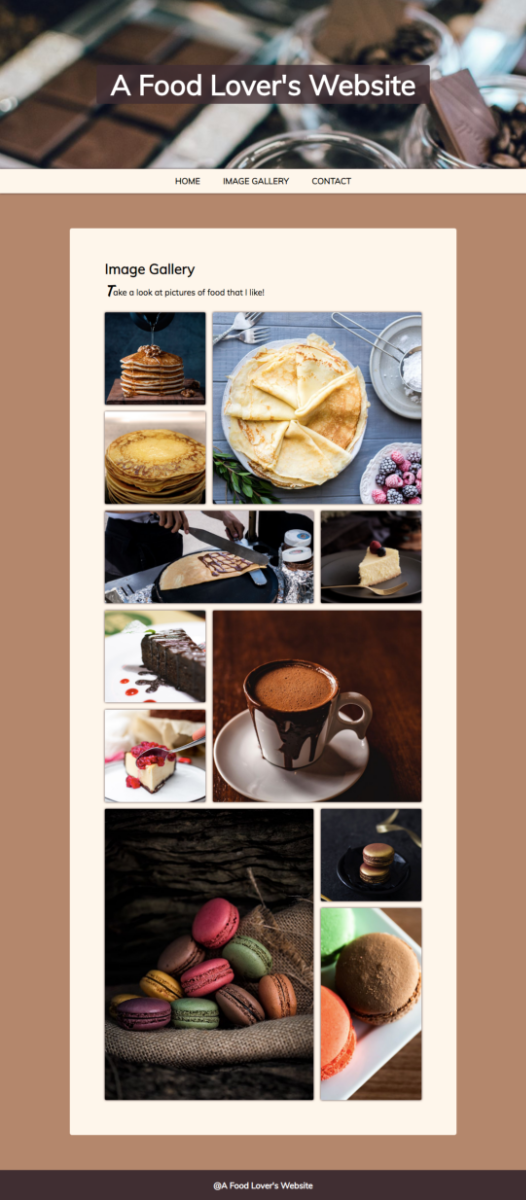 A Food Lover's Website
HOME IMAGE GALLERY CONTACT
Image Gallery
Take a look at pictures of food that I like!
@A Food Lover's Website